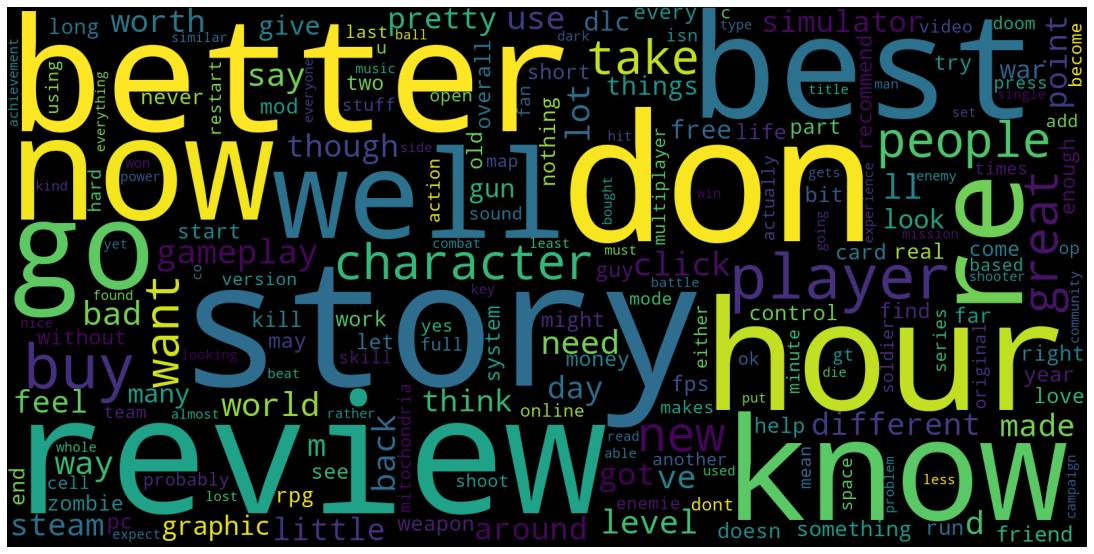 better
best
now
well
don
go
story
hour
review
know
re
player
character
buy
new
great
people
take
want
gameplay
click
level
world
way
feel
bad
day
need
think
back
different
made
little
around
steam
graphic
got
ve
m
d
ll
look
lot
point
simulator
war
dlc
use
pretty
give
worth
long
similar
last
ball
dark
u
music
two
stuff
every
isn
c
type
video
doom
become
try
press
title
man
single
set
add
recommend
things
short
fan
open
overall
say
mod
never
using
everything
achievement
restart
hard
everyone
though
side
won
power
kind
action
map
old
gun
sound
nothing
hit
multiplayer
free
life
part
actually
bit
gets
win
going
experience
bought
must
enemy
times
enough
real
card
come
op
based
mission
shooter
community
start
version
yet
co
found
nice
without
looking
kill
may
work
let
yes
full
skill
combat
least
key
battle
guy
mode
might
system
money
fps
either
control
ok
minute
gt
die
soldier
find
series
far
original
right
year
love
many
team
almost
beat
rather
online
makes
put
help
mean
another
read
able
used
space
problem
less
campaign
friend
run
something
doesn
dont
enemie
weapon
shoot
see
mitochondria
rpg
probably
lost
zombie
cell
whole
end
pc
expect